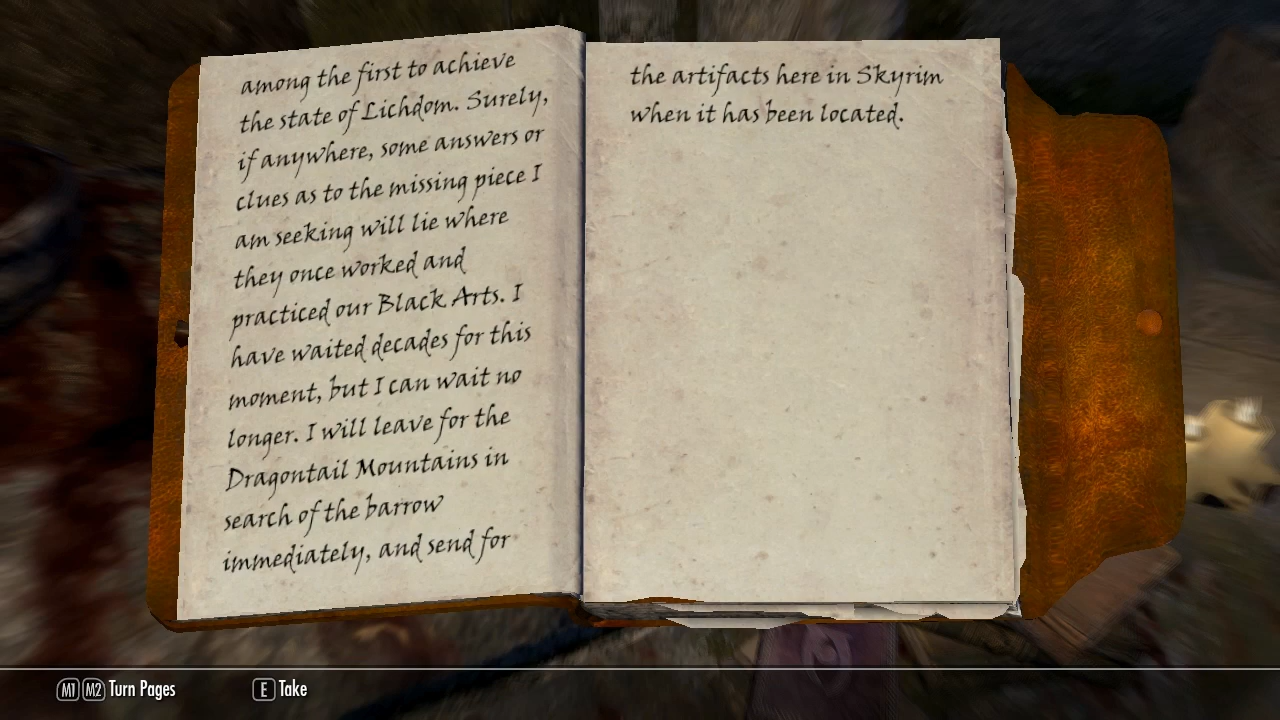 among the first to achieve
the state of Lichdom. Surely,
if anywhere, some answers or
clues as to the missing piece I
am seeking will lie where
they once worked and
practiced our Black Arts. I
have waited decades for this
moment, but I can wait no
longer. I will leave for the
Dragontail Mountains in
search of the barrow
immediately, and send for
the artifacts here in Skyrim
when it has been located.
M1 M2 Turn Pages E Take